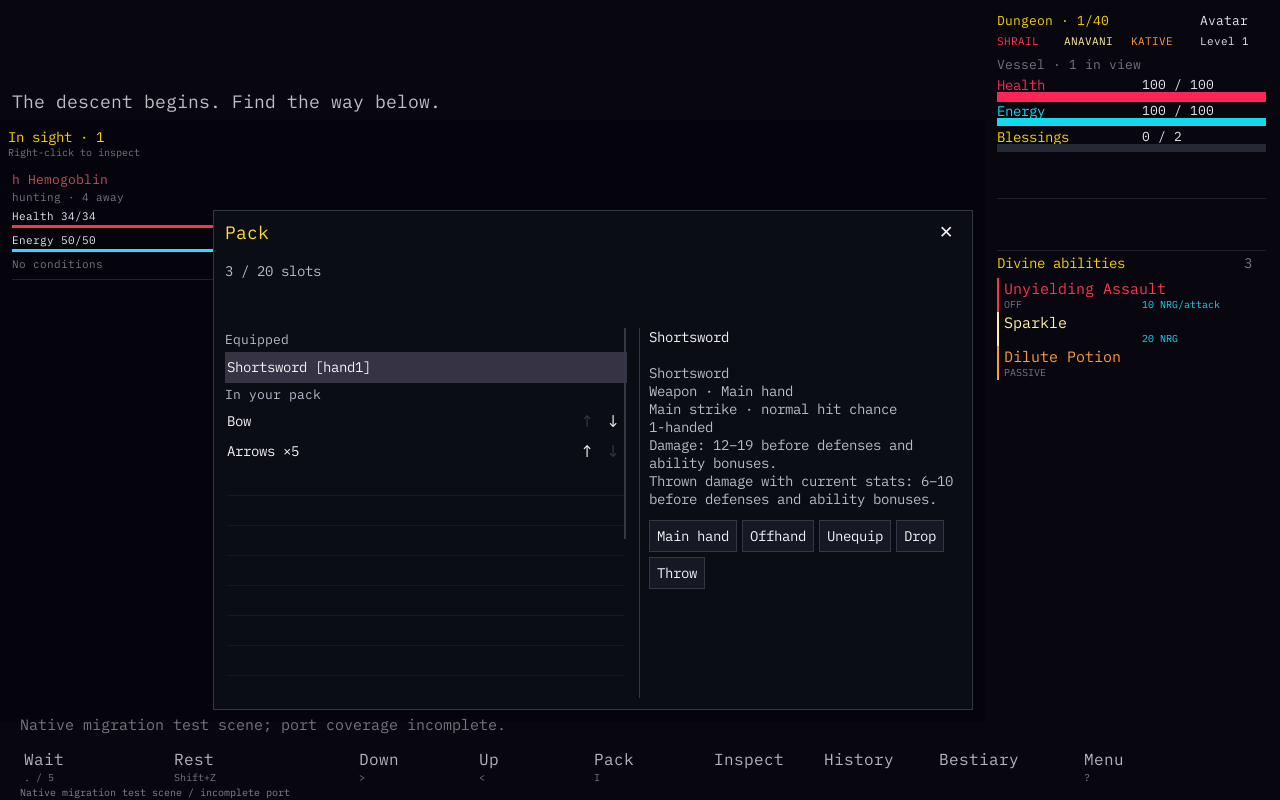 Dungeon · 1/40 Avatar
SHRAIL ANAVANI KATIVE Level 1
Vessel · 1 in view
Health 100 / 100
Energy 100 / 100
Blessings 0 / 2
The descent begins. Find the way below.
In sight · 1
Right-click to inspect
h Hemogoblin
hunting · 4 away
Health 34/34
Energy 50/50
No conditions
Pack ✕
3 / 20 slots
Equipped
Shortsword [hand1]
In your pack
Bow ↑ ↓
Arrows ×5 ↑ ↓
Shortsword
Shortsword
Weapon · Main hand
Main strike · normal hit chance
1-handed
Damage: 12–19 before defenses and
ability bonuses.
Thrown damage with current stats: 6–10
before defenses and ability bonuses.
Main hand Offhand Unequip Drop
Throw
Divine abilities 3
Unyielding Assault
OFF 10 NRG/attack
Sparkle
20 NRG
Dilute Potion
PASSIVE
Native migration test scene; port coverage incomplete.
Wait Rest Down Up Pack Inspect History Bestiary Menu
. / 5 Shift+Z > < I ?
Native migration test scene / incomplete port